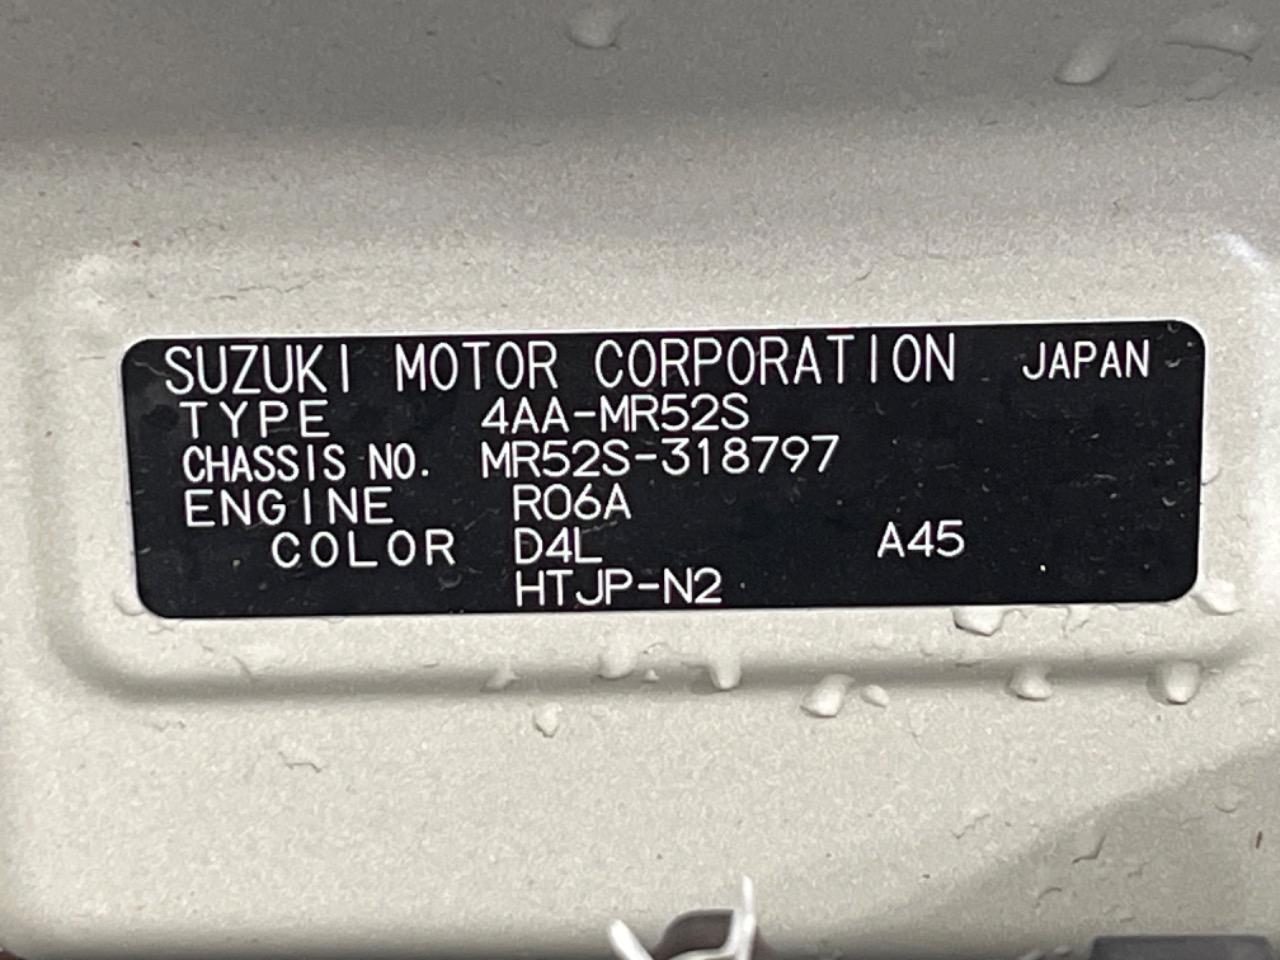 SUZUKI MOTOR CORPORATION JAPAN
TYPE 4AA-MR52S
CHASSIS NO. MR52S-318797
ENGINE R06A
COLOR D4L A45
HTJP-N2